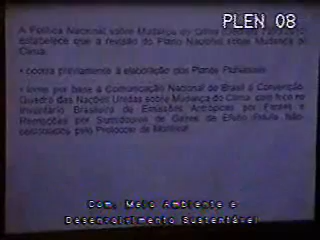 PLEN 08
A Política Nacional sobre Mudança do Clima
estabelece que a revisão do Plano Nacional sobre Mudança do
Clima:
• ocorra previamente à elaboração dos Planos Plurianuais
• tome por base a Comunicação Nacional do Brasil à Convenção-
Quadro das Nações Unidas sobre Mudança do Clima, com foco no
Inventário Brasileiro de Emissões Antrópicas por Fontes e
Remoções por Sumidouros de Gases de Efeito Estufa Não
controlados pelo Protocolo de Montreal
Com. Meio Ambiente e
Desenvolvimento Sustentável